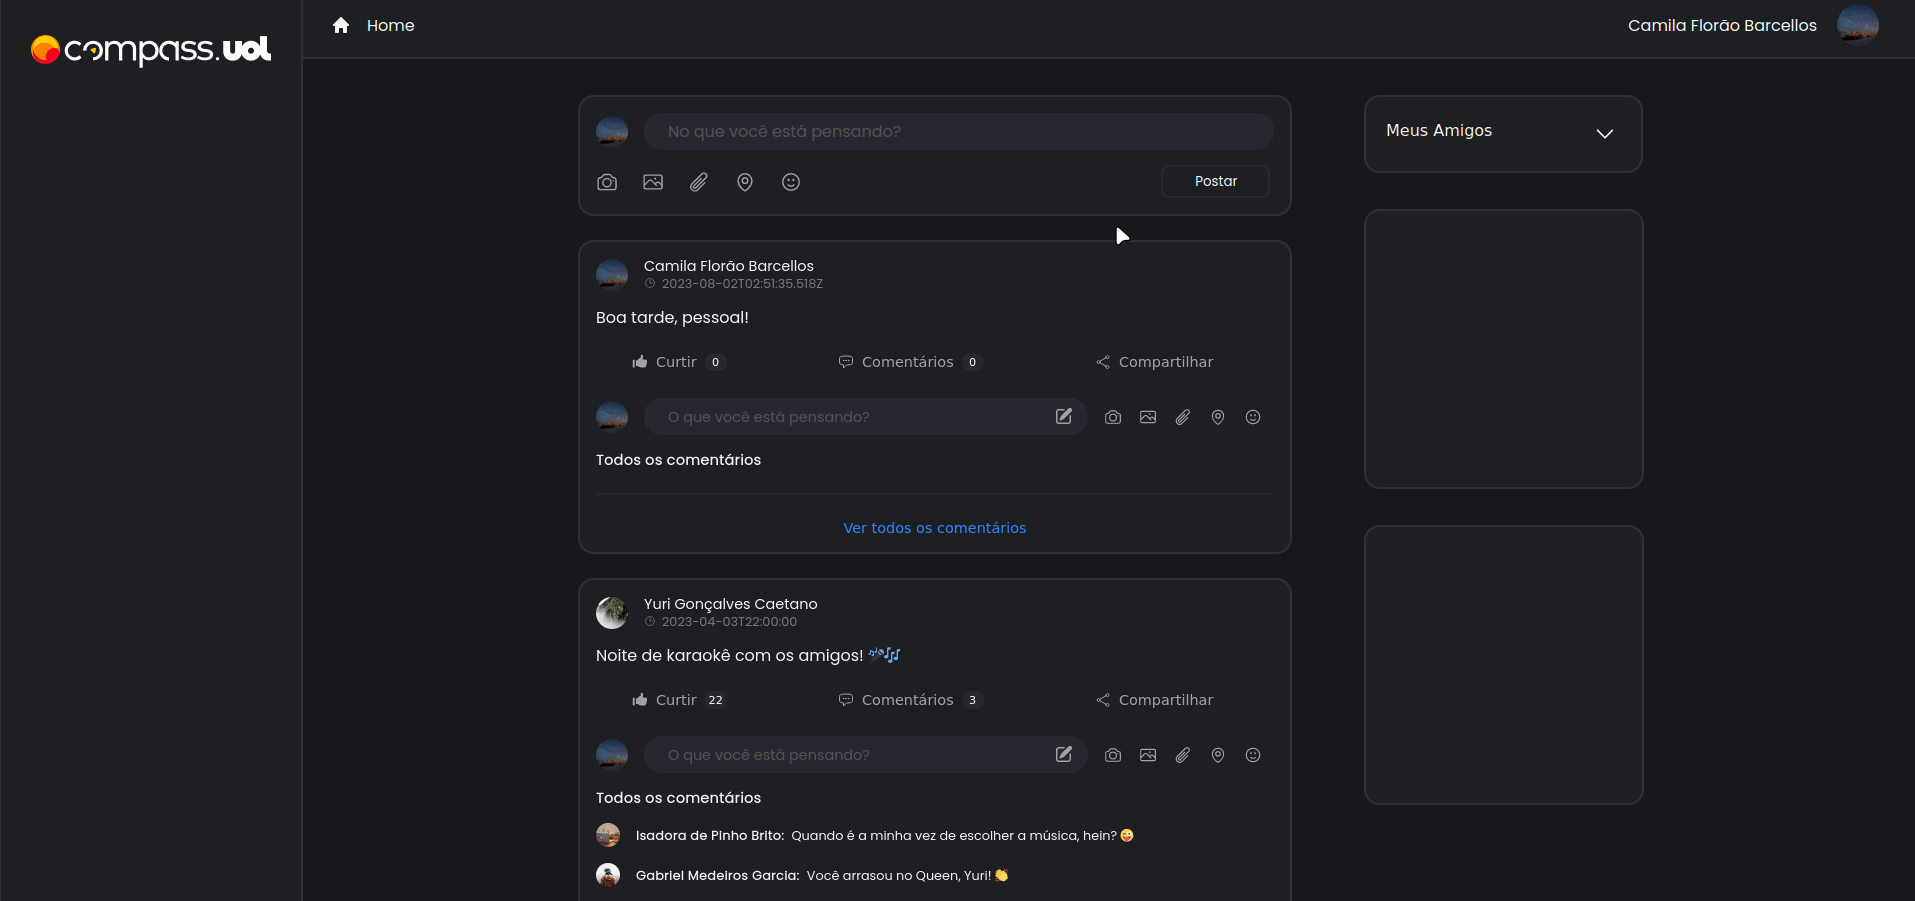 compass.uol
Home
Camila Florão Barcellos
No que você está pensando?
Postar
Meus Amigos
Camila Florão Barcellos
2023-08-02T02:51:35.518Z
Boa tarde, pessoal!
Curtir 0 Comentários 0 Compartilhar
O que você está pensando?
Todos os comentários
Ver todos os comentários
Yuri Gonçalves Caetano
2023-04-03T22:00:00
Noite de karaokê com os amigos! 🎤🎶
Curtir 22 Comentários 3 Compartilhar
O que você está pensando?
Todos os comentários
Isadora de Pinho Brito: Quando é a minha vez de escolher a música, hein? 😜
Gabriel Medeiros Garcia: Você arrasou no Queen, Yuri! 👏